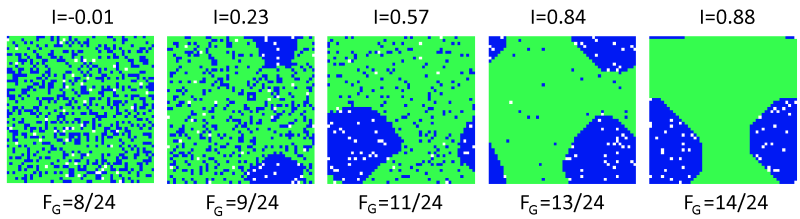 I=-0.01 I=0.23 I=0.57 I=0.84 I=0.88
F_G=8/24 F_G=9/24 F_G=11/24 F_G=13/24 F_G=14/24